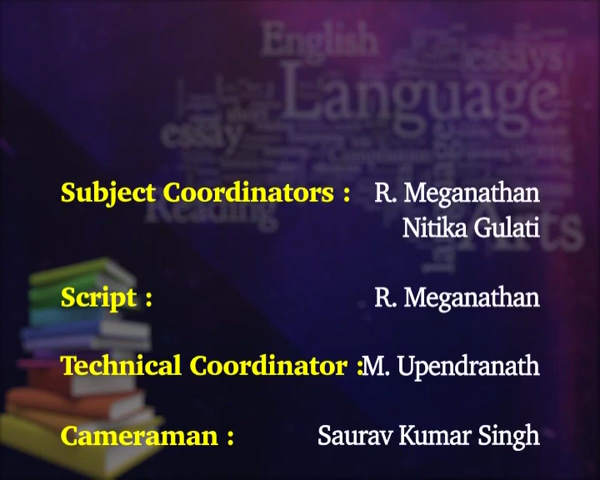 English
essays
Language
essay
Reading
Arts
Subject Coordinators : R. Meganathan
Nitika Gulati
Script : R. Meganathan
Technical Coordinator : M. Upendranath
Cameraman : Saurav Kumar Singh